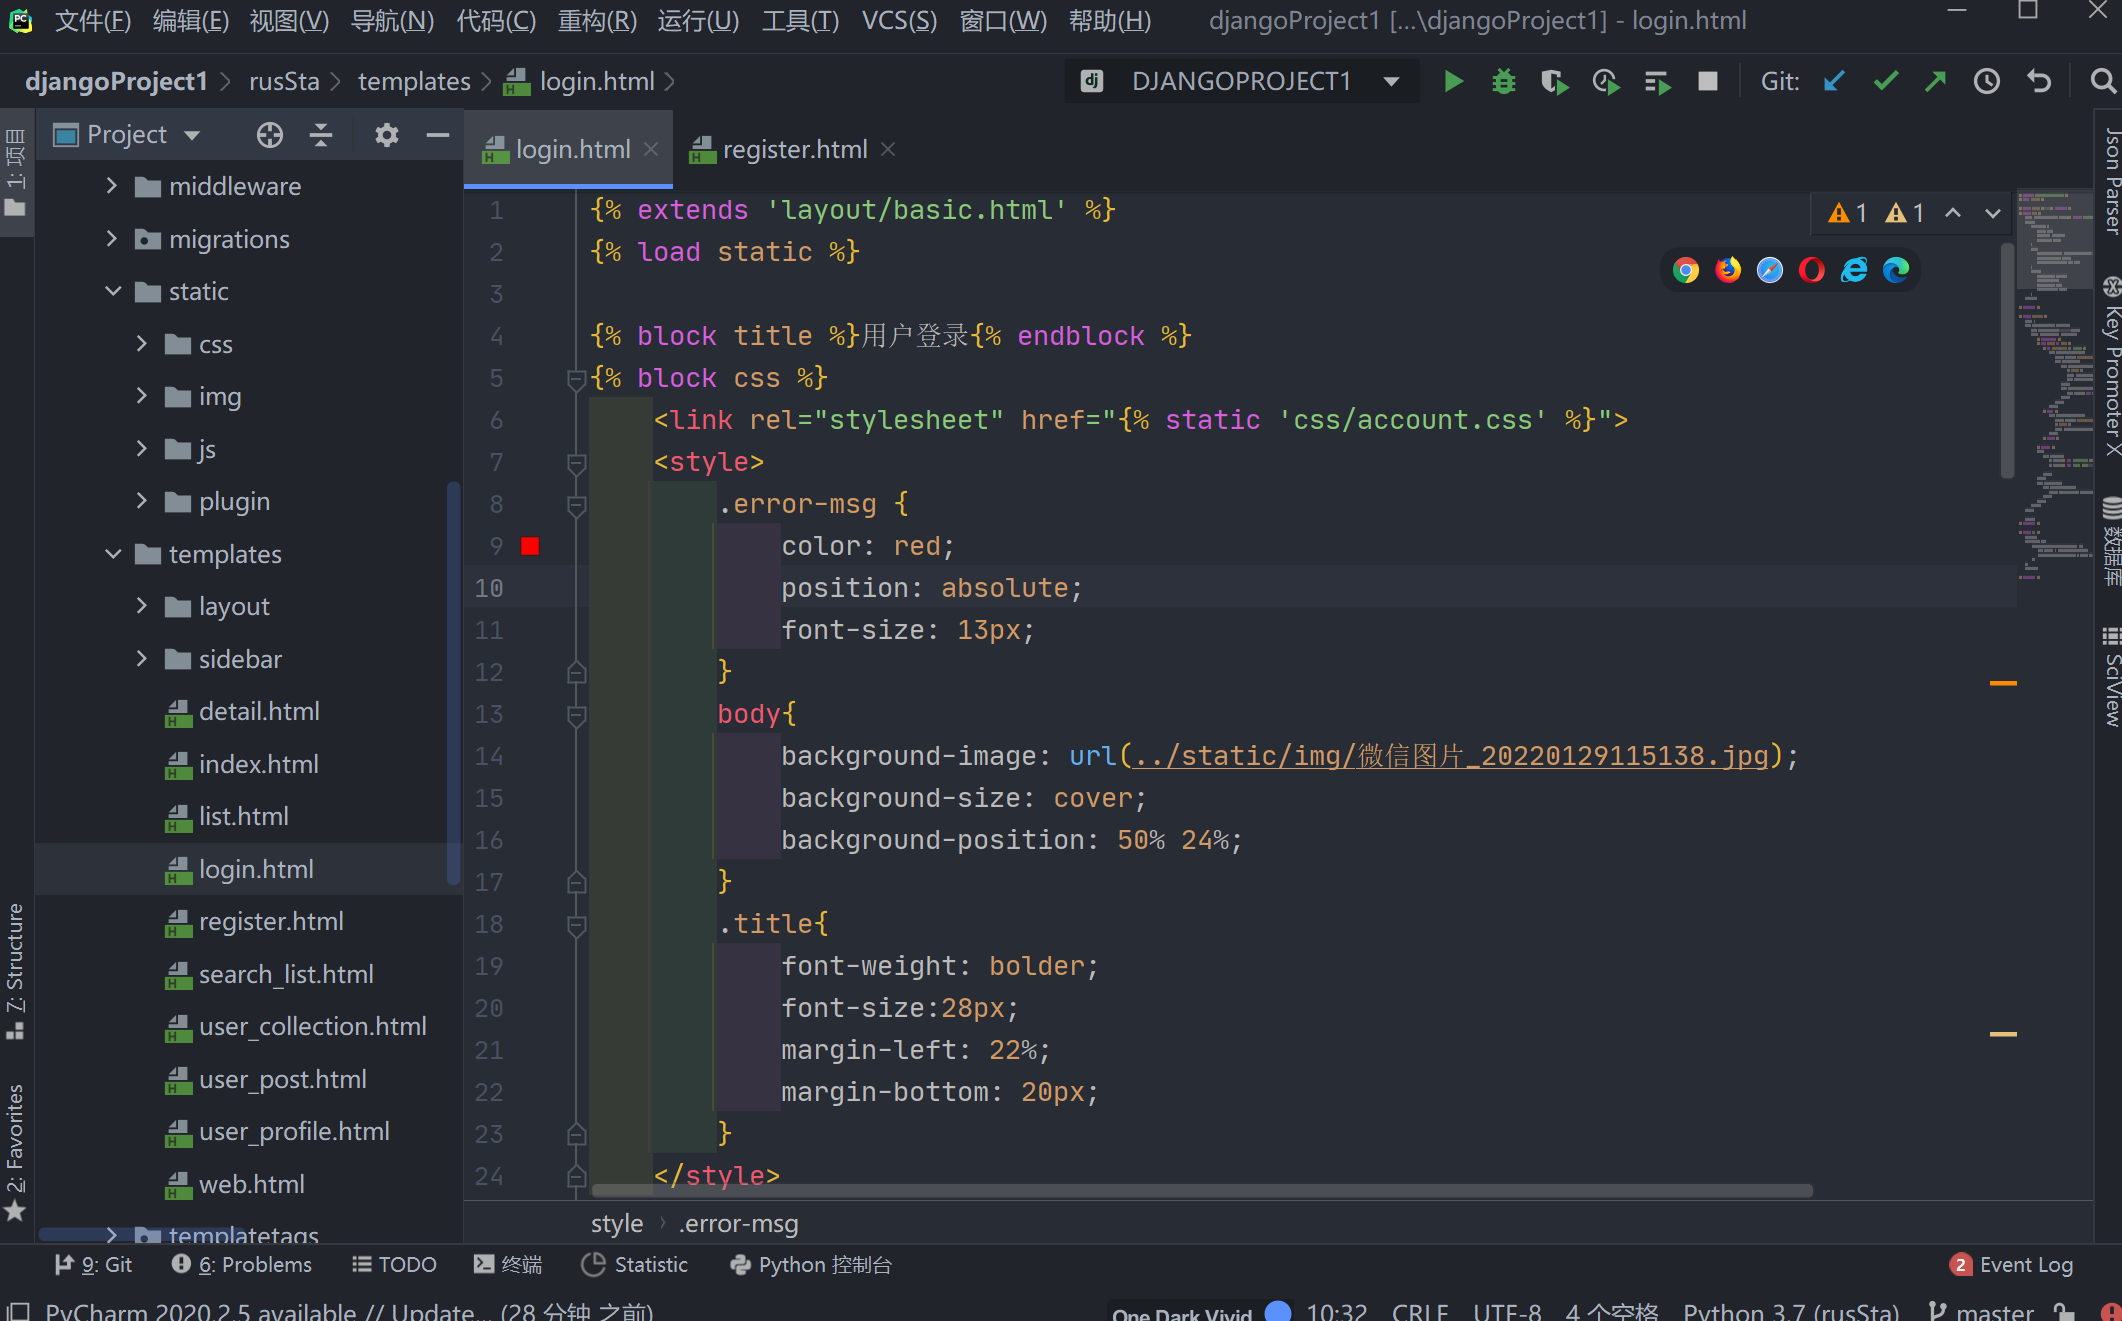 文件(F) 编辑(E) 视图(V) 导航(N) 代码(C) 重构(R) 运行(U) 工具(T) VCS(S) 窗口(W) 帮助(H) djangoProject1 [...\djangoProject1] - login.html
djangoProject1 rusSta templates login.html DJANGOPROJECT1 Git:
1: 项目
Project
middleware
migrations
static
css
img
js
plugin
templates
layout
sidebar
detail.html
index.html
list.html
login.html
register.html
search_list.html
user_collection.html
user_post.html
user_profile.html
web.html
templatetags
7: Structure
2: Favorites
login.html register.html
1 {% extends 'layout/basic.html' %}
2 {% load static %}
3
4 {% block title %}用户登录{% endblock %}
5 {% block css %}
6 <link rel="stylesheet" href="{% static 'css/account.css' %}">
7 <style>
8 .error-msg {
9 color: red;
10 position: absolute;
11 font-size: 13px;
12 }
13 body{
14 background-image: url(../static/img/微信图片_20220129115138.jpg);
15 background-size: cover;
16 background-position: 50% 24%;
17 }
18 .title{
19 font-weight: bolder;
20 font-size:28px;
21 margin-left: 22%;
22 margin-bottom: 20px;
23 }
24 </style>
1 1
style .error-msg
Json Parser
Key Promoter X
数据库
SciView
9: Git 6: Problems TODO 终端 Statistic Python 控制台 2 Event Log
PyCharm 2020.2.5 available // Update... (28 分钟 之前) One Dark Vivid 10:32 CRLF UTF-8 4 个空格 Python 3.7 (rusSta) master